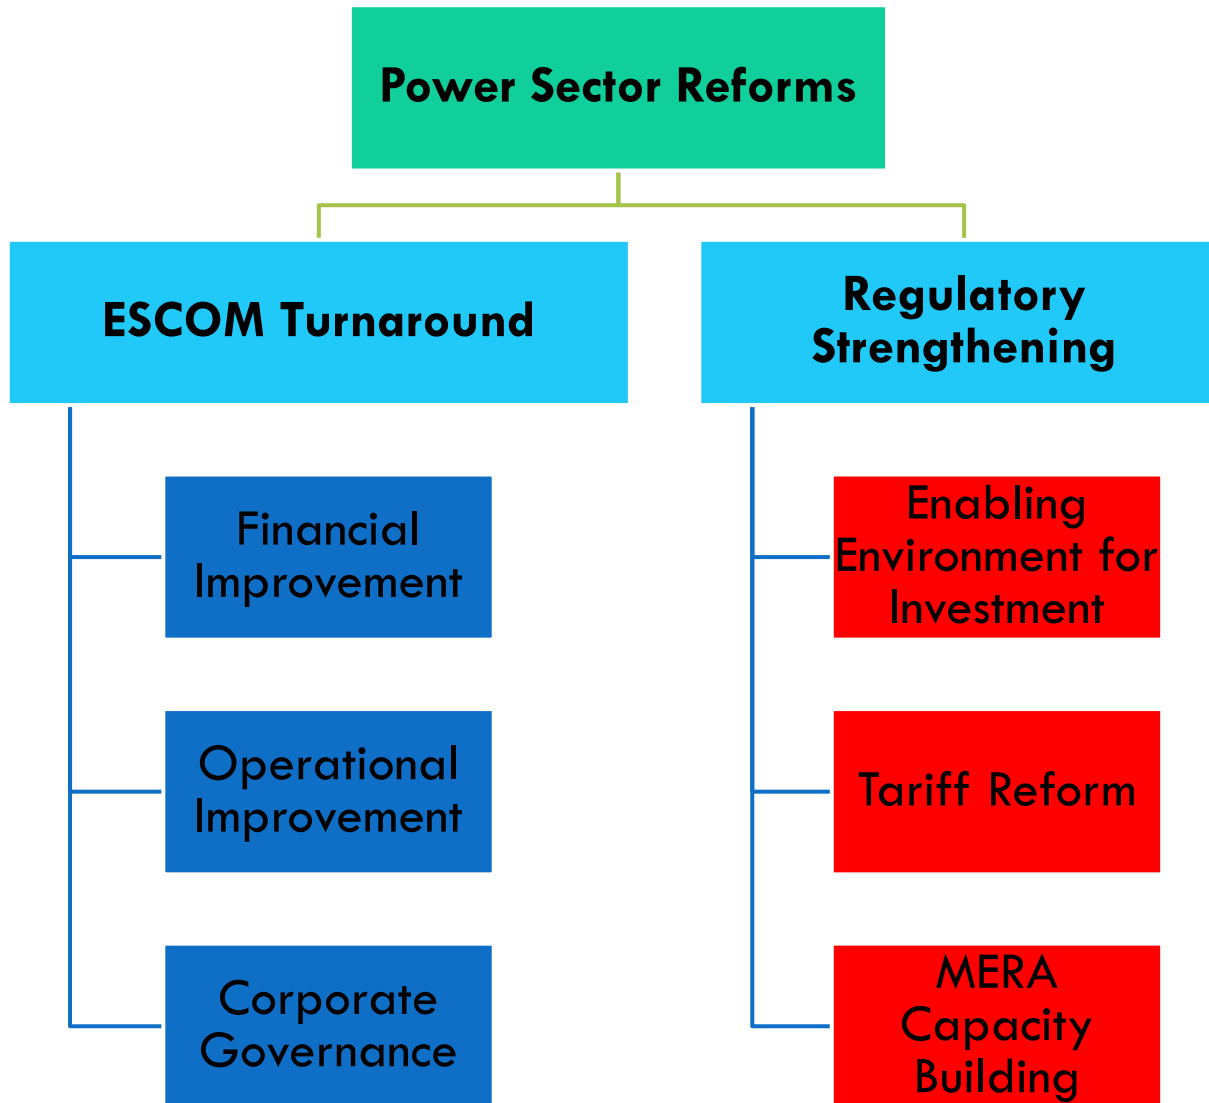 Power Sector Reforms
ESCOM Turnaround
Regulatory
Strengthening
Financial
Improvement
Operational
Improvement
Corporate
Governance
Enabling
Environment for
Investment
Tariff Reform
MERA
Capacity
Building